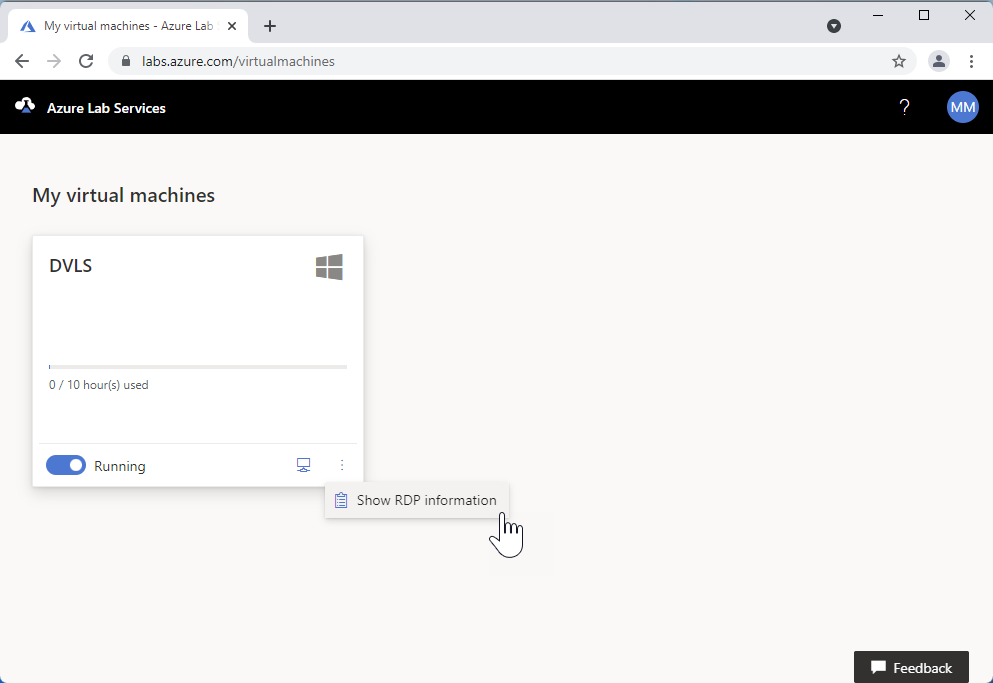 My virtual machines - Azure Lab
labs.azure.com/virtualmachines
Azure Lab Services
?
MM
My virtual machines
DVLS
0 / 10 hour(s) used
Running
Show RDP information
Feedback